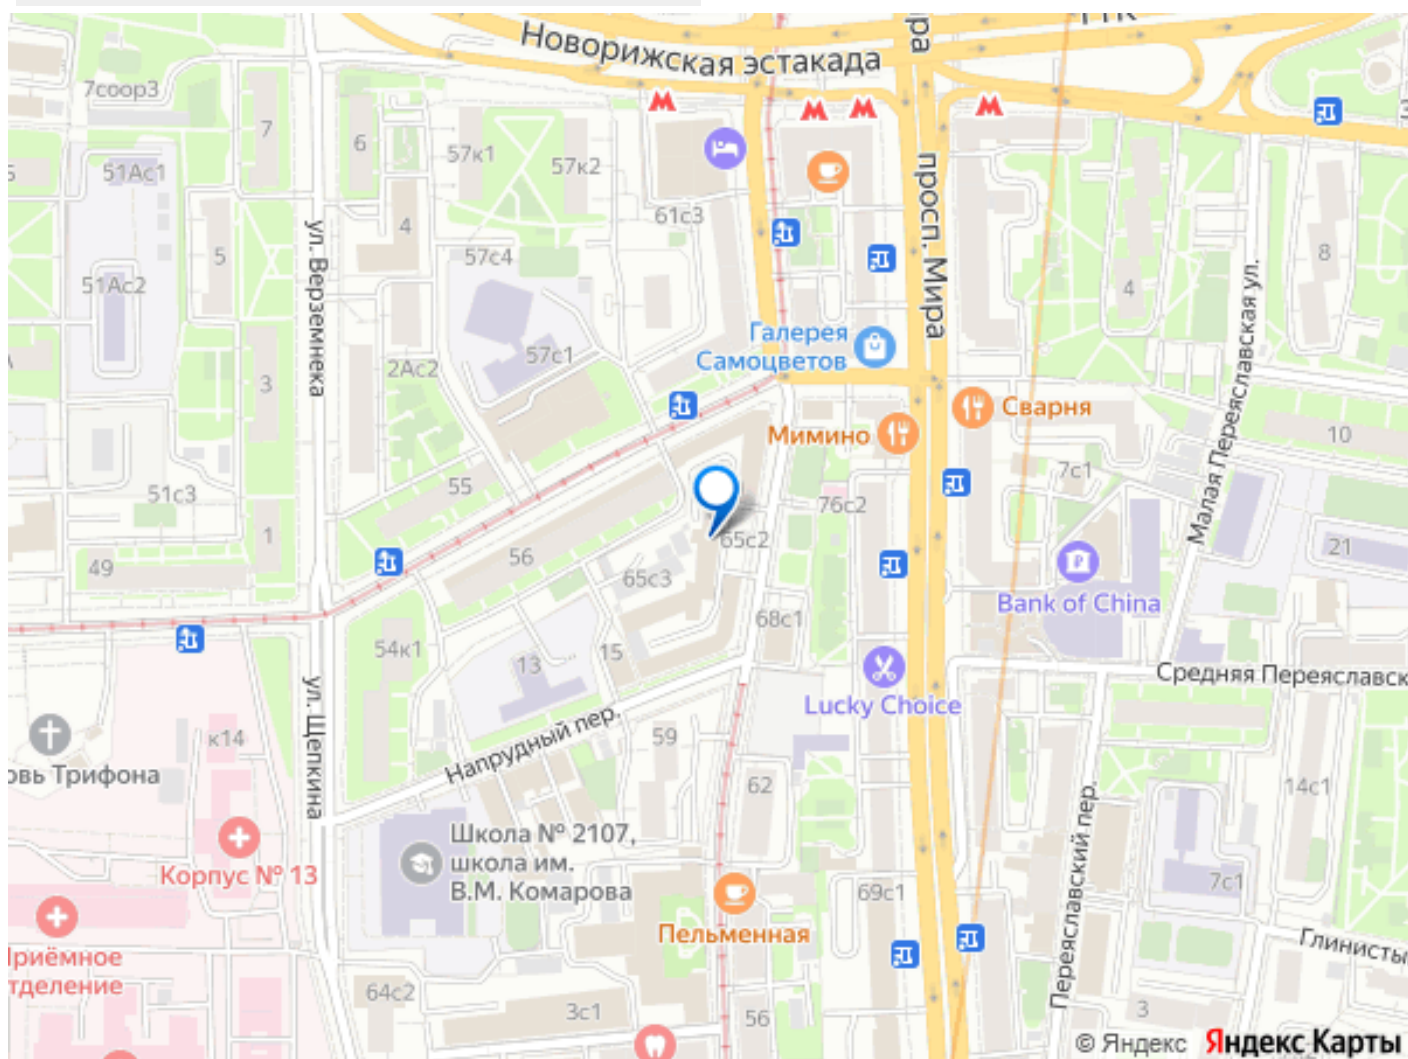 Новорижская эстакада
ТТК
7соор3
7
6
57к1
57к2
51Ас1
61с3
4
5
57с4
просп. Мира
ул. Верземнека
51Ас2
8
4
Галерея
Самоцветов
57с1
2Ас2
3
Сварня
Мимино
10
Малая Переяславская ул.
7с1
55
51с3
76с2
1
65с2
21
49
56
65с3
Bank of China
68с1
54к1
13
15
Средняя Переяславск
ул. Щепкина
Lucky Choice
к14
Напрудный пер.
59
овь Трифона
62
14с1
Переяславский пер.
Школа № 2107,
школа им.
В.М. Комарова
Корпус № 13
69с1
7с1
Пельменная
Глинисты
Приёмное
тделение
64с2
3с1
56
3
© Яндекс Яндекс Карты